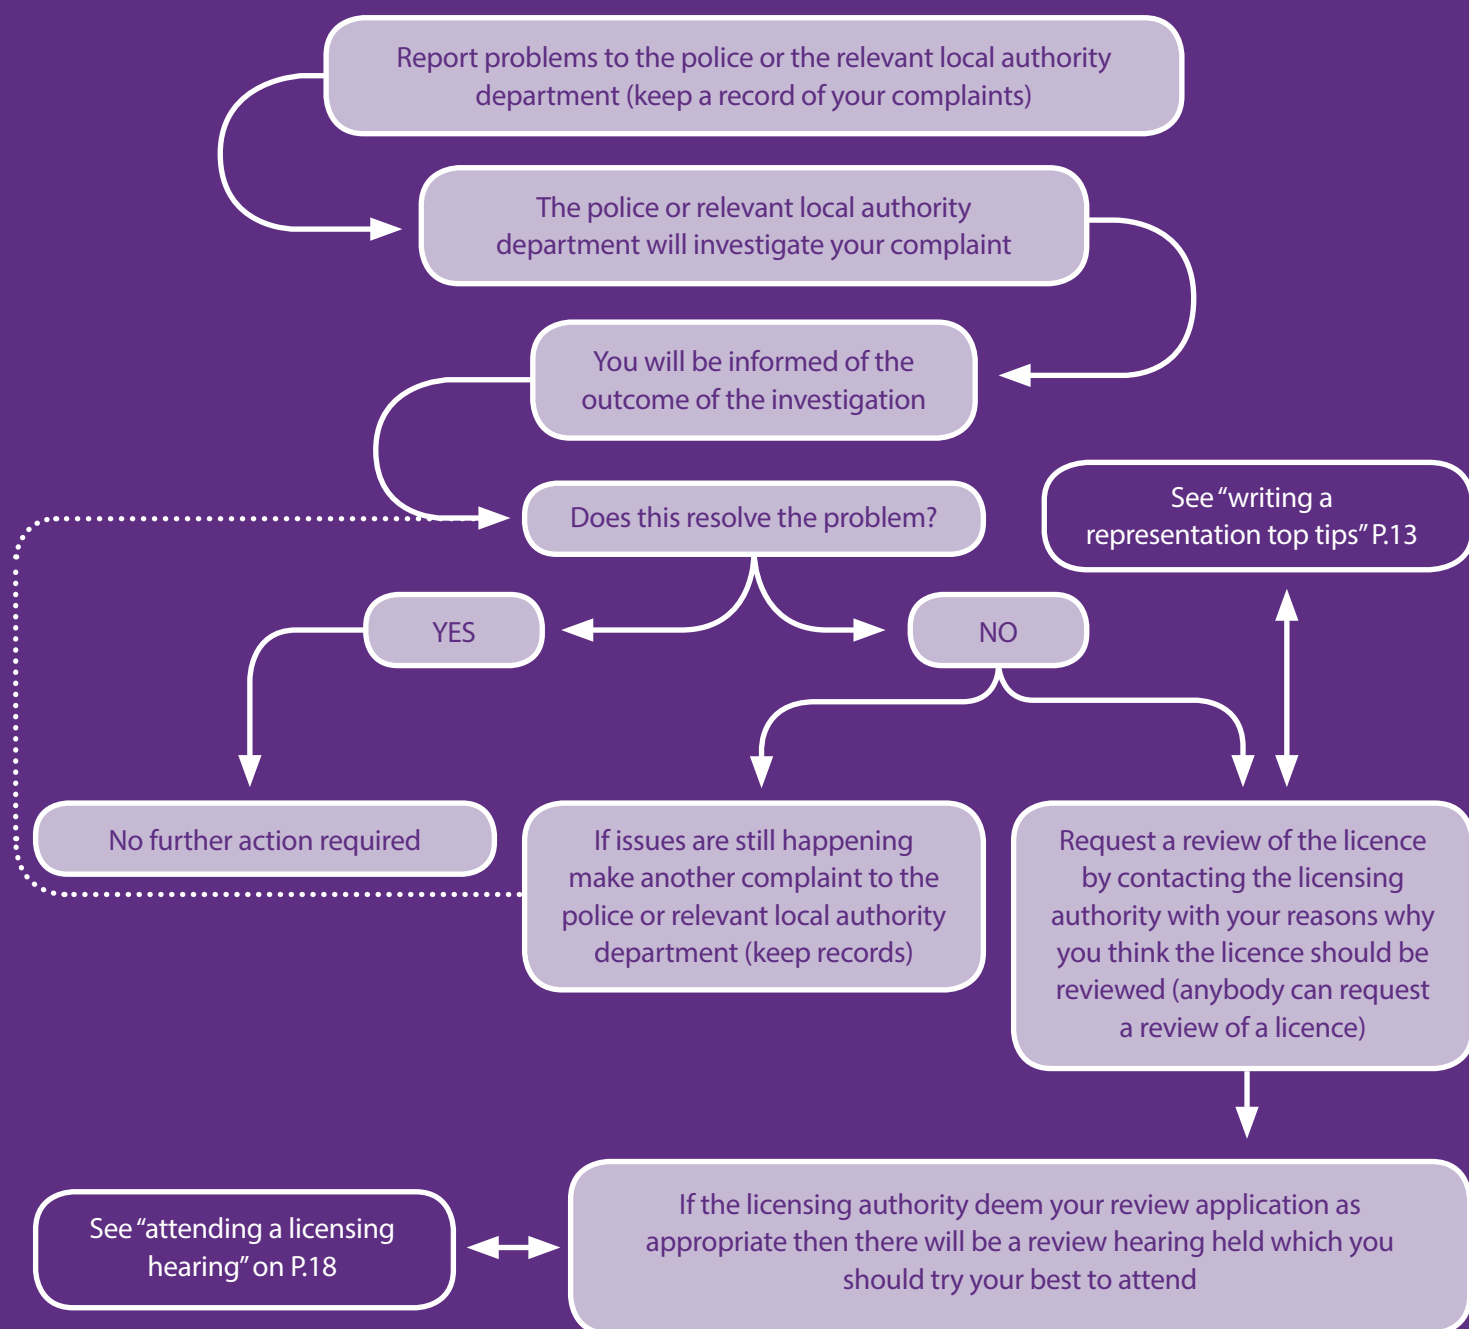 Report problems to the police or the relevant local authority
department (keep a record of your complaints)
The police or relevant local authority
department will investigate your complaint
You will be informed of the
outcome of the investigation
Does this resolve the problem?
See “writing a
representation top tips” P.13
YES
NO
No further action required
If issues are still happening
make another complaint to the
police or relevant local authority
department (keep records)
Request a review of the licence
by contacting the licensing
authority with your reasons why
you think the licence should be
reviewed (anybody can request
a review of a licence)
See “attending a licensing
hearing” on P.18
If the licensing authority deem your review application as
appropriate then there will be a review hearing held which you
should try your best to attend